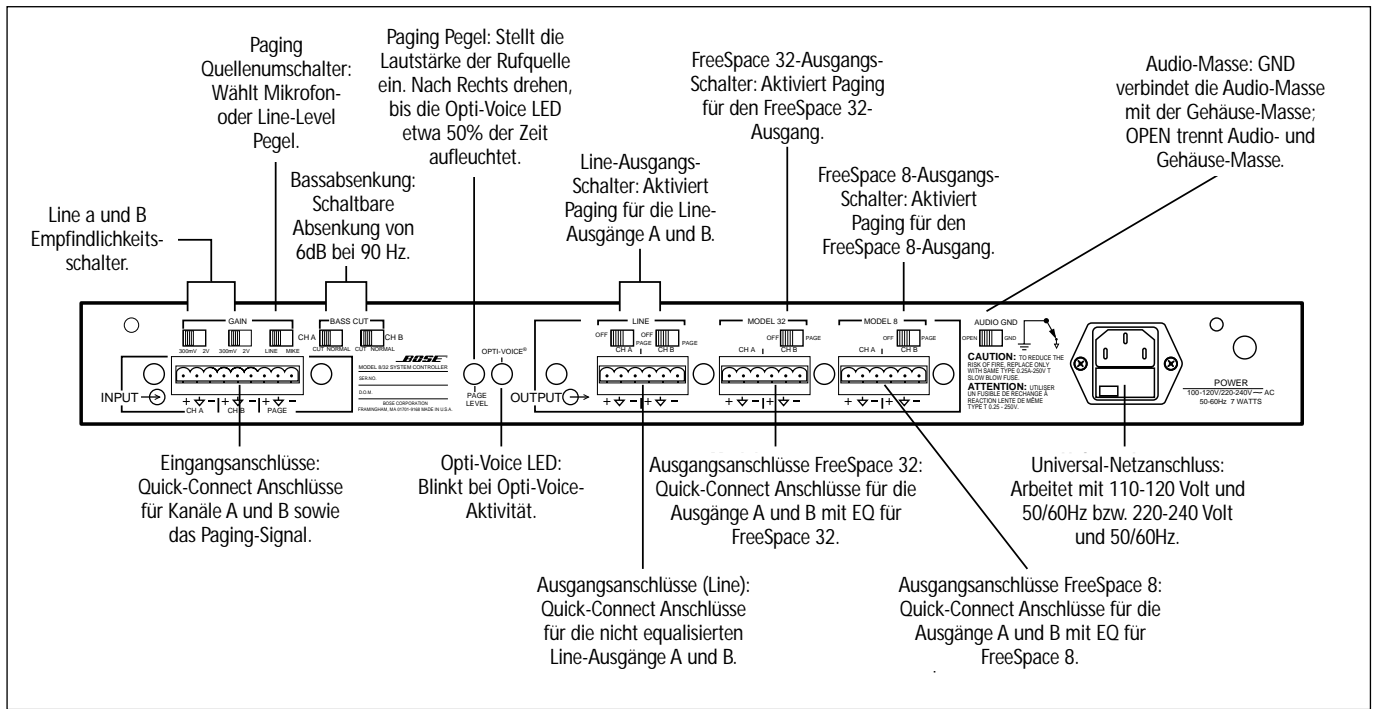 Paging
Quellenumschalter:
Wählt Mikrofon-
oder Line-Level
Pegel.
Paging Pegel: Stellt die
Lautstärke der Rufquelle
ein. Nach Rechts drehen,
bis die Opti-Voice LED
etwa 50% der Zeit
aufleuchtet.
FreeSpace 32-Ausgangs-
Schalter: Aktiviert Paging
für den FreeSpace 32-
Ausgang.
Audio-Masse: GND
verbindet die Audio-Masse
mit der Gehäuse-Masse;
OPEN trennt Audio- und
Gehäuse-Masse.
Line a und B
Empfindlichkeits-
schalter.
Bassabsenkung:
Schaltbare
Absenkung von
6dB bei 90 Hz.
Line-Ausgangs-
Schalter: Aktiviert
Paging für die Line-
Ausgänge A und B.
FreeSpace 8-Ausgangs-
Schalter: Aktiviert
Paging für den
FreeSpace 8-Ausgang.
GAIN
300mV 2V 300mV 2V LINE MIKE
BASS CUT
CH A CH B
CUT NORMAL CUT NORMAL
BOSE
MODEL 8/32 SYSTEM CONTROLLER
SER.NO.
D.O.M.
BOSE CORPORATION
FRAMINGHAM, MA 01701-9168 MADE IN U.S.A.
INPUT
+ - + - + -
CH A CH B PAGE
OPTI-VOICE®
PAGE
LEVEL
OUTPUT
LINE
OFF PAGE OFF PAGE
CH A CH B
+ - + -
MODEL 32
OFF PAGE
CH A CH B
+ - + -
MODEL 8
OFF PAGE
CH A CH B
+ - + -
AUDIO GND
OPEN GND
CAUTION: TO REDUCE THE
RISK OF FIRE, REPLACE ONLY
WITH SAME TYPE 0.25A-250V T
SLOW BLOW FUSE.
ATTENTION: UTILISER
UN FUSIBLE DE RECHANGE À
REACTION LENTE DE MÊME
TYPE T 0.25 - 250V.
POWER
100-120V/220-240V AC
50-60Hz 7 WATTS
Eingangsanschlüsse:
Quick-Connect Anschlüsse
für Kanäle A und B sowie
das Paging-Signal.
Opti-Voice LED:
Blinkt bei Opti-Voice-
Aktivität.
Ausgangsanschlüsse FreeSpace 32:
Quick-Connect Anschlüsse für die
Ausgänge A und B mit EQ für
FreeSpace 32.
Universal-Netzanschluss:
Arbeitet mit 110-120 Volt und
50/60Hz bzw. 220-240 Volt
und 50/60Hz.
Ausgangsanschlüsse (Line):
Quick-Connect Anschlüsse
für die nicht equalisierten
Line-Ausgänge A und B.
Ausgangsanschlüsse FreeSpace 8:
Quick-Connect Anschlüsse für die
Ausgänge A und B mit EQ für
FreeSpace 8.